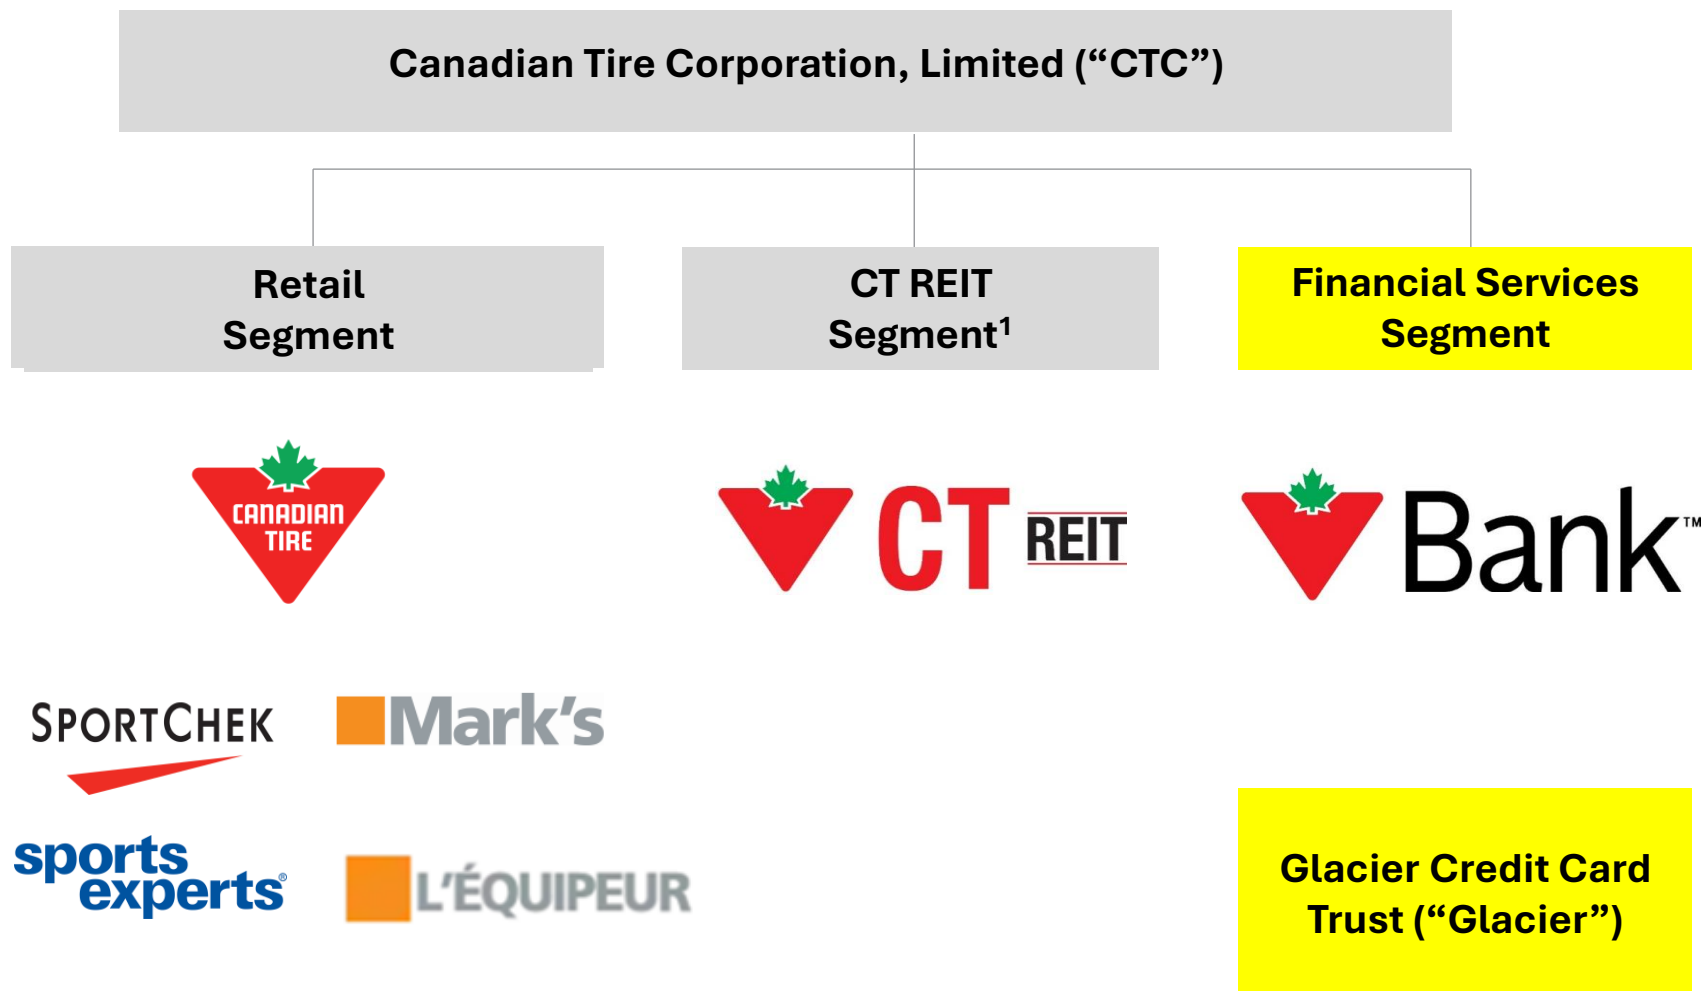 Canadian Tire Corporation, Limited (“CTC”)
Retail
Segment
CT REIT
Segment¹
Financial Services
Segment
CANADIAN
TIRE
CT REIT
Bank™
SPORTCHEK
Mark's
sports
experts®
L'ÉQUIPEUR
Glacier Credit Card
Trust (“Glacier”)